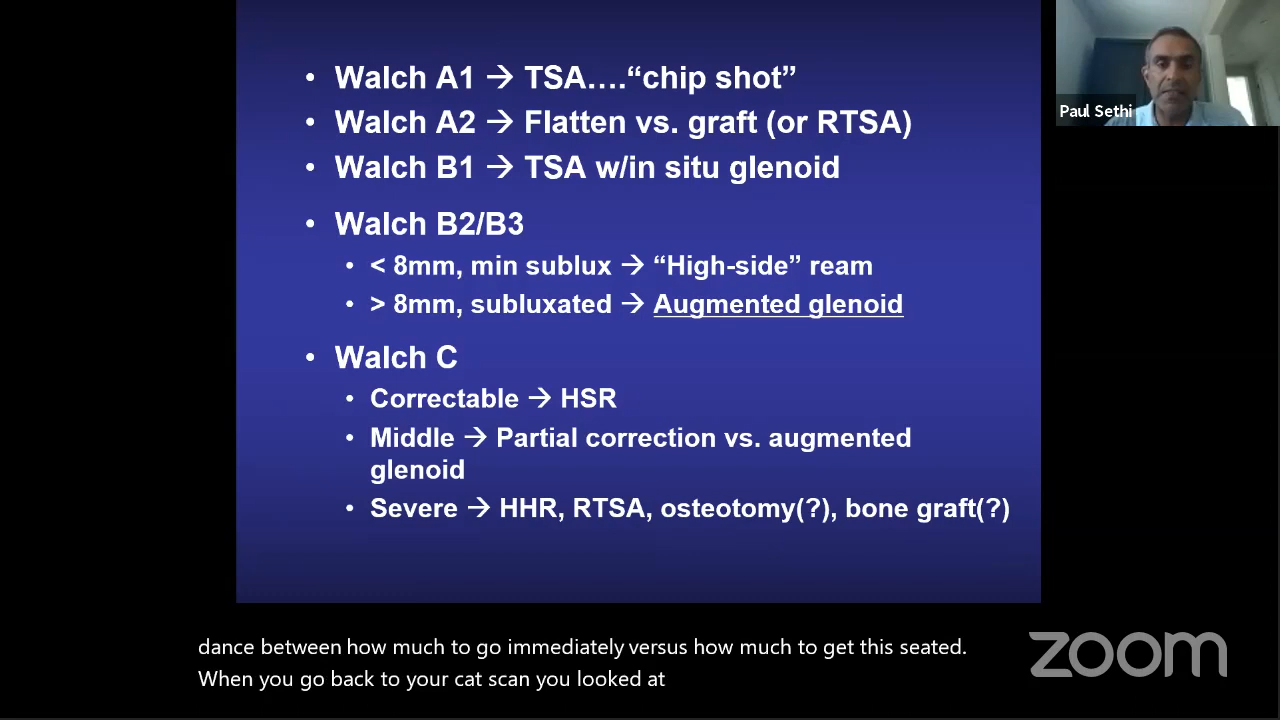 • Walch A1 → TSA….“chip shot”
• Walch A2 → Flatten vs. graft (or RTSA)
• Walch B1 → TSA w/in situ glenoid
• Walch B2/B3
• < 8mm, min sublux → “High-side” ream
• > 8mm, subluxated → Augmented glenoid
• Walch C
• Correctable → HSR
• Middle → Partial correction vs. augmented
glenoid
• Severe → HHR, RTSA, osteotomy(?), bone graft(?)
Paul Sethi
dance between how much to go immediately versus how much to get this seated.
When you go back to your cat scan you looked at
zoom